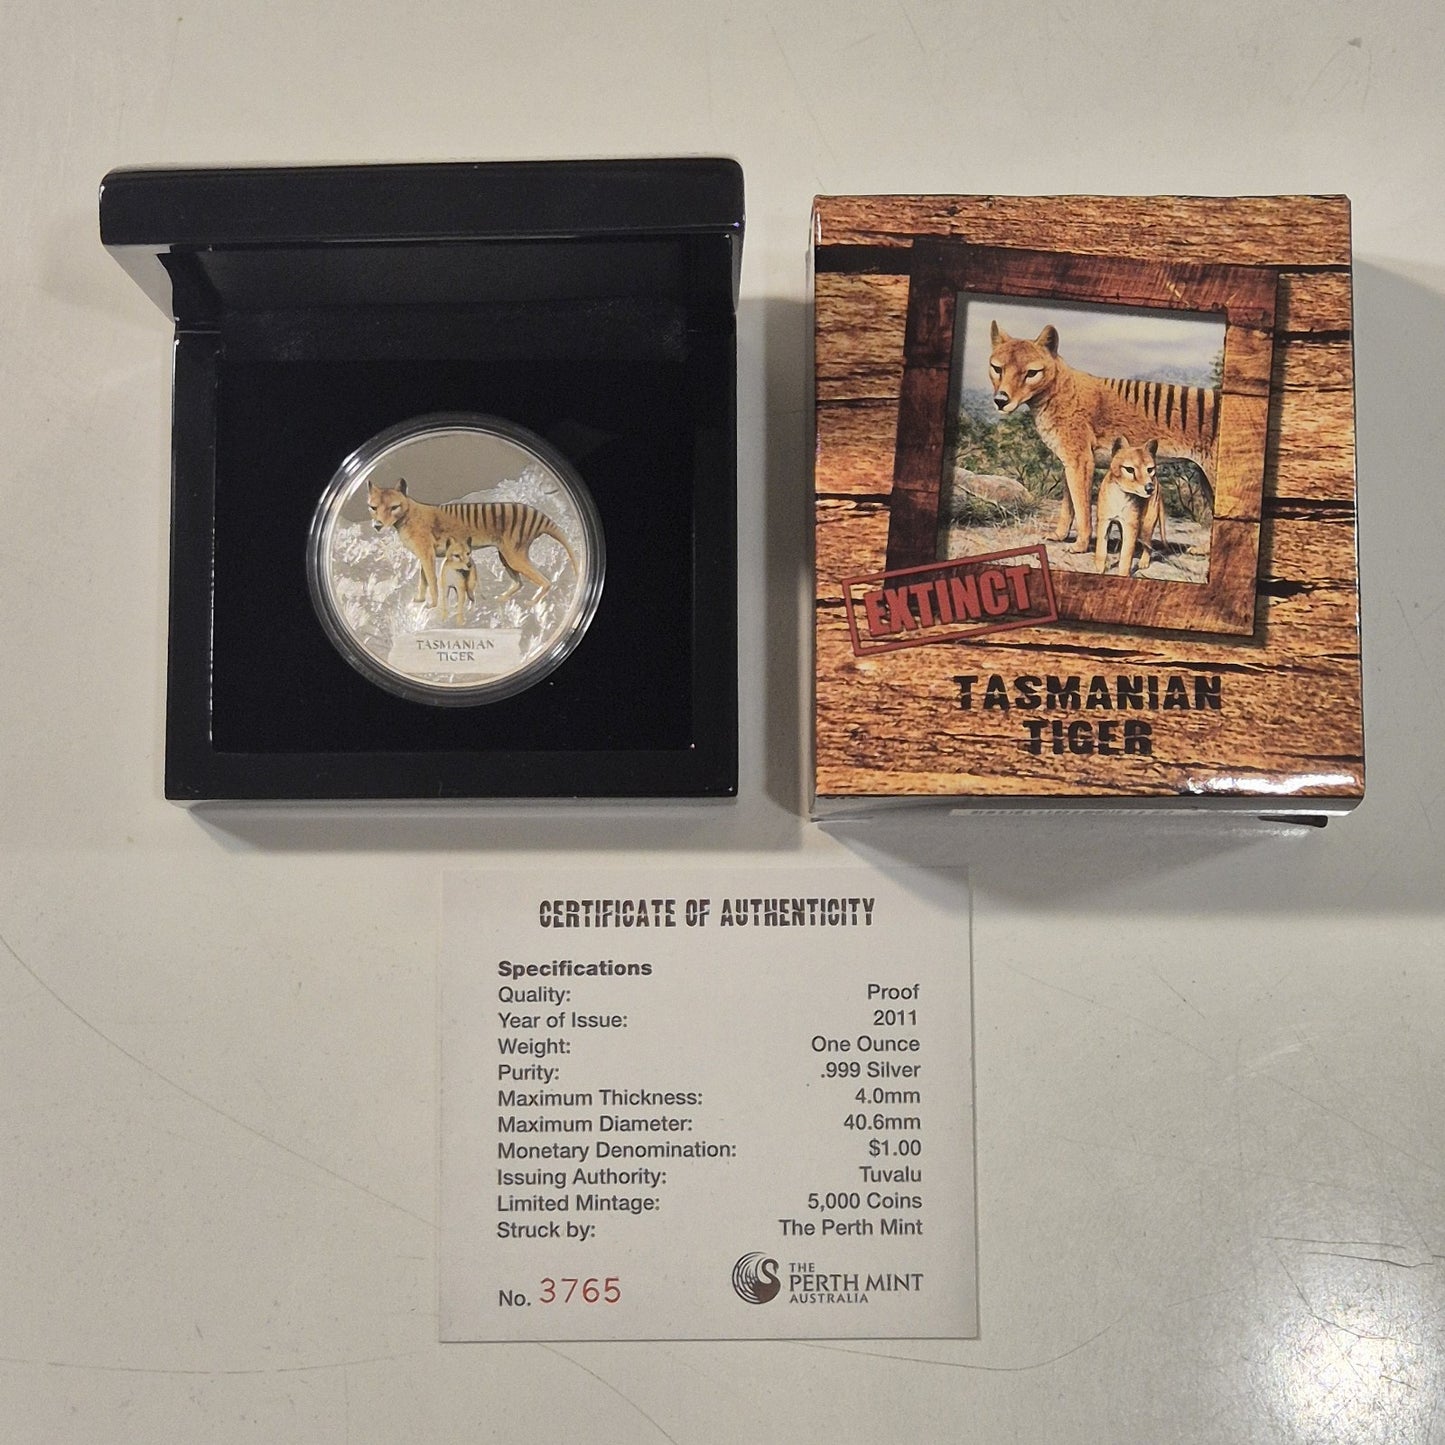 TASMANIAN
TIGER
EXTINCT
TASMANIAN
TIGER
CERTIFICATE OF AUTHENTICITY
Specifications
Quality: Proof
Year of Issue: 2011
Weight: One Ounce
Purity: .999 Silver
Maximum Thickness: 4.0mm
Maximum Diameter: 40.6mm
Monetary Denomination: $1.00
Issuing Authority: Tuvalu
Limited Mintage: 5,000 Coins
Struck by: The Perth Mint
No. 3765
THE
PERTH MINT
AUSTRALIA